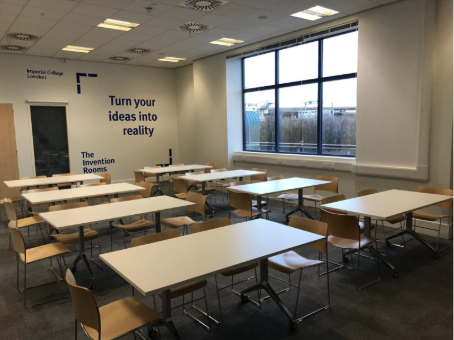 Imperial College
London
Turn your
ideas into
reality
The
Invention
Rooms